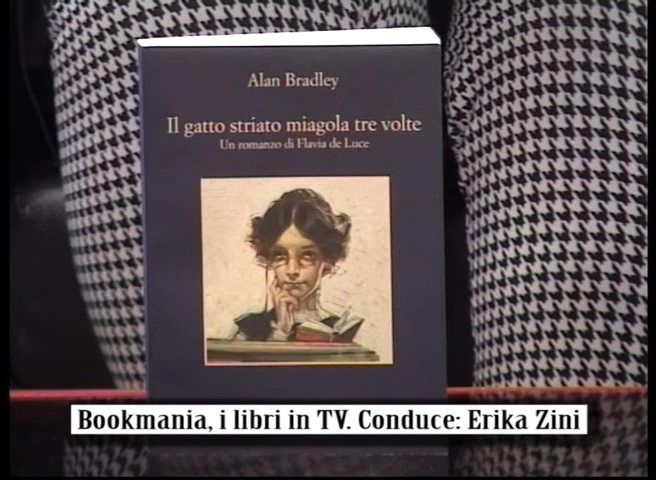 Alan Bradley
Il gatto striato miagola tre volte
Un romanzo di Flavia de Luce
Bookmania, i libri in TV. Conduce: Erika Zini